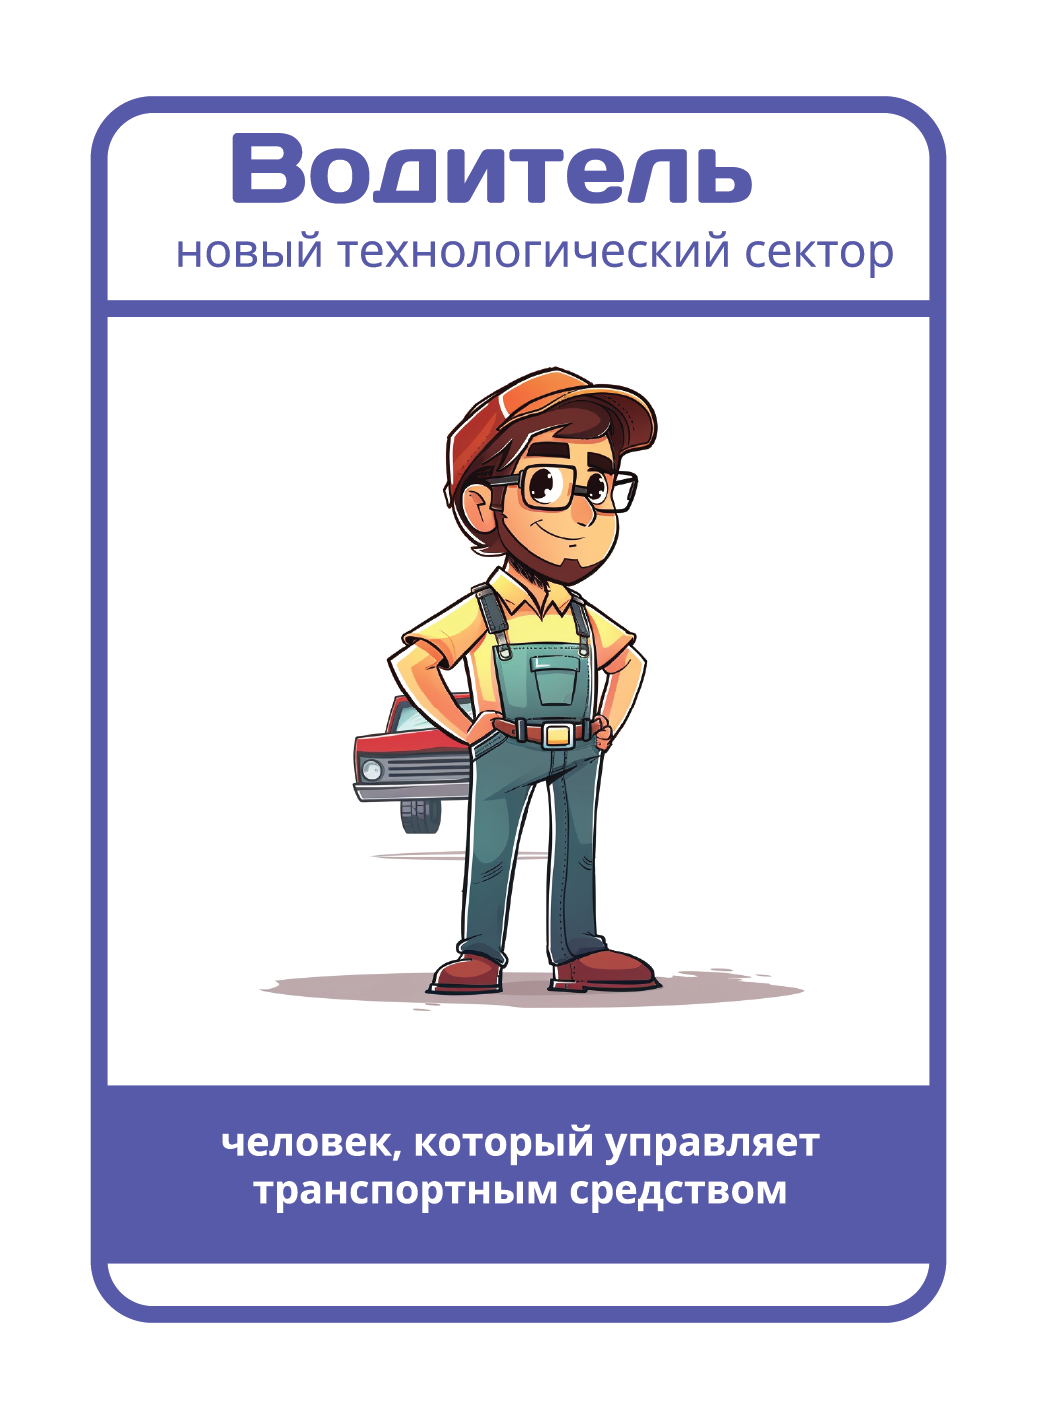 Водитель
новый технологический сектор
человек, который управляет
транспортным средством